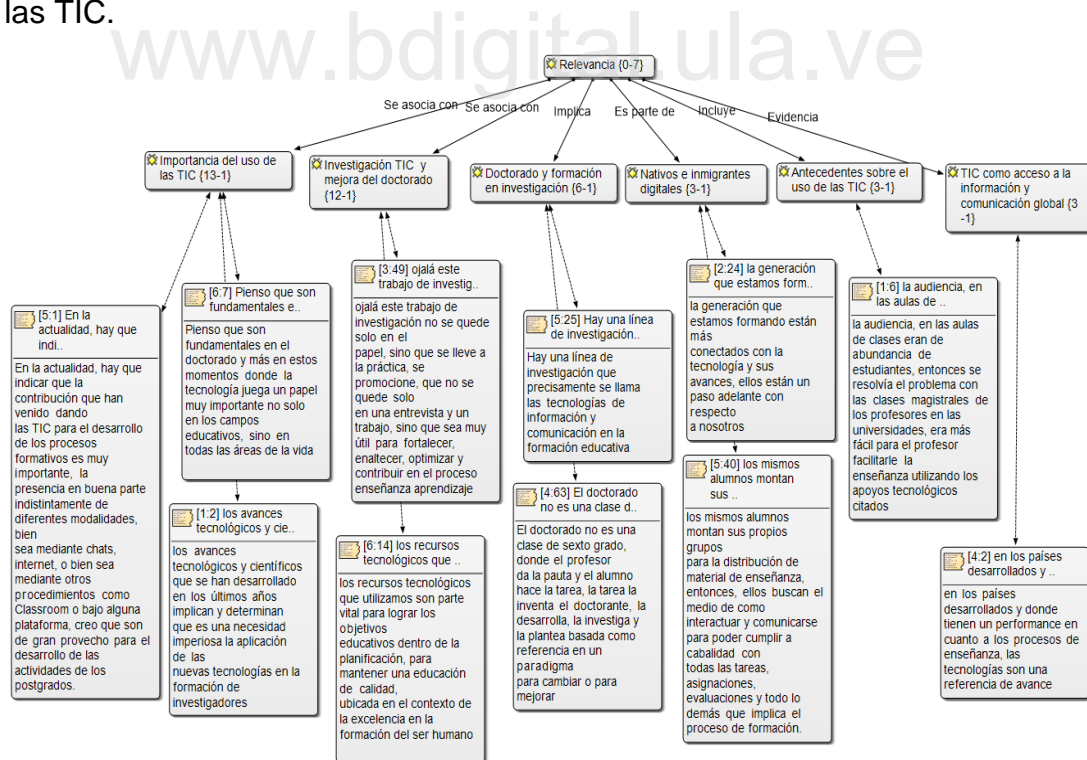 las TIC.
www.bdigital.ula.ve
Relevancia {0-7}
Se asocia con
Se asocia con
Implica
Es parte de
Incluye
Evidencia
Importancia del uso de
las TIC {13-1}
Investigación TIC y
mejora del doctorado
{12-1}
Doctorado y formación
en investigación {6-1}
Nativos e inmigrantes
digitales {3-1}
Antecedentes sobre el
uso de las TIC {3-1}
TIC como acceso a la
información y
comunicación global {3
-1}
[5:1] En la
actualidad, hay que
indi..
En la actualidad, hay que
indicar que la
contribución que han
venido dando
las TIC para el desarrollo
de los procesos
formativos es muy
importante, la
presencia en buena parte
indistintamente de
diferentes modalidades,
bien
sea mediante chats,
internet, o bien sea
mediante otros
procedimientos como
Classroom o bajo alguna
plataforma, creo que son
de gran provecho para el
desarrollo de las
actividades de los
postgrados.
[6:7] Pienso que son
fundamentales e..
Pienso que son
fundamentales en el
doctorado y más en estos
momentos donde la
tecnología juega un papel
muy importante no solo
en los campos
educativos, sino en
todas las áreas de la vida
[1:2] los avances
tecnológicos y cie..
los avances
tecnológicos y científicos
que se han desarrollado
en los últimos años
implican y determinan
que es una necesidad
imperiosa la aplicación
de las
nuevas tecnologías en la
formación de
investigadores
[3:49] ojalá este
trabajo de investig..
ojalá este trabajo de
investigación no se quede
solo en el
papel, sino que se lleve a
la práctica, se
promocione, que no se
quede solo
en una entrevista y un
trabajo, sino que sea muy
útil para fortalecer,
enaltecer, optimizar y
contribuir en el proceso
enseñanza aprendizaje
[6:14] los recursos
tecnológicos que ..
los recursos tecnológicos
que utilizamos son parte
vital para lograr los
objetivos
educativos dentro de la
planificación, para
mantener una educación
de calidad,
ubicada en el contexto de
la excelencia en la
formación del ser humano
[5:25] Hay una línea
de investigación..
Hay una línea de
investigación que
precisamente se llama
las tecnologías de
información y
comunicación en la
formación educativa
[4:63] El doctorado
no es una clase d..
El doctorado no es una
clase de sexto grado,
donde el profesor
da la pauta y el alumno
hace la tarea, la tarea la
inventa el doctorante, la
desarrolla, la investiga y
la plantea basada como
referencia en un
paradigma
para cambiar o para
mejorar
[2:24] la generación
que estamos form..
la generación que
estamos formando están
más
conectados con la
tecnología y sus
avances, ellos están un
paso adelante con
respecto
a nosotros
[5:40] los mismos
alumnos montan
sus ..
los mismos alumnos
montan sus propios
grupos
para la distribución de
material de enseñanza,
entonces, ellos buscan el
medio de como
interactuar y comunicarse
para poder cumplir a
cabalidad con
todas las tareas,
asignaciones,
evaluaciones y todo lo
demás que implica el
proceso de formación.
[1:6] la audiencia, en
las aulas de ..
la audiencia, en las aulas
de clases eran de
abundancia de
estudiantes, entonces se
resolvía el problema con
las clases magistrales de
los profesores en las
universidades, era más
fácil para el profesor
facilitarle la
enseñanza utilizando los
apoyos tecnológicos
citados
[4:2] en los países
desarrollados y ..
en los países
desarrollados y donde
tienen un performance en
cuanto a los procesos de
enseñanza, las
tecnologías son una
referencia de avance